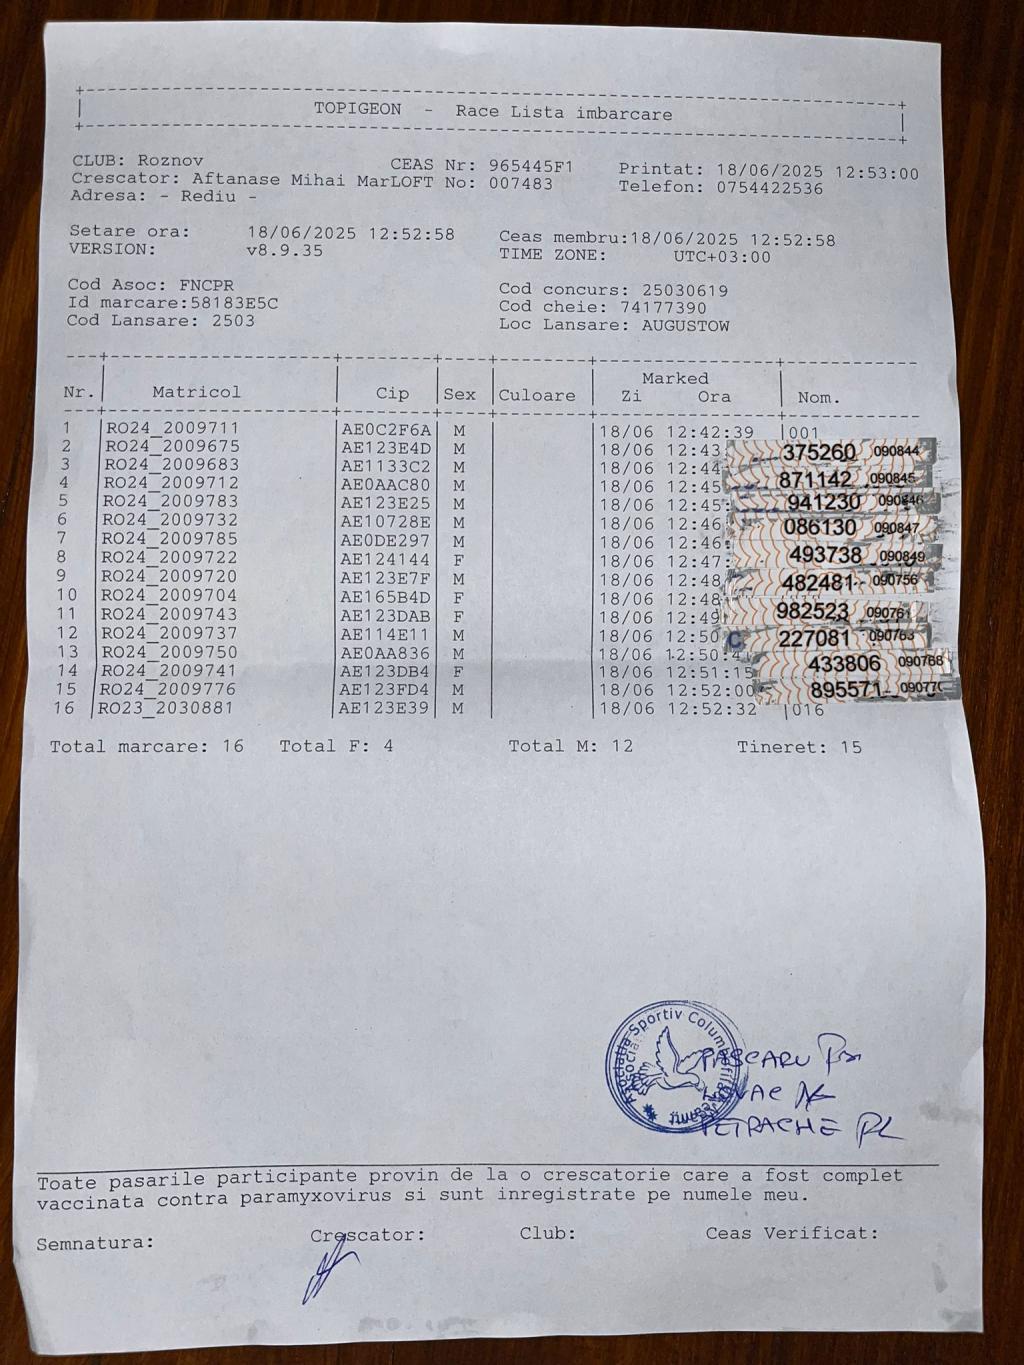 TOPIGEON - Race Lista imbarcare
CLUB: Roznov CEAS Nr: 965445F1 Printat: 18/06/2025 12:53:00
Crescator: Aftanase Mihai MarLOFT No: 007483 Telefon: 0754422536
Adresa: - Rediu -
Setare ora: 18/06/2025 12:52:58 Ceas membru:18/06/2025 12:52:58
VERSION: v8.9.35 TIME ZONE: UTC+03:00
Cod Asoc: FNCPR Cod concurs: 25030619
Id marcare:58183E5C Cod cheie: 74177390
Cod Lansare: 2503 Loc Lansare: AUGUSTOW
Marked
Nr. Matricol Cip Sex Culoare Zi Ora Nom.
1 RO24_2009711 AE0C2F6A M 18/06 12:42:39 001
2 RO24_2009675 AE123E4D M 18/06 12:43: 375260 090844
3 RO24_2009683 AE1133C2 M 18/06 12:44 871142 090845
4 RO24_2009712 AE0AAC80 M 18/06 12:45 941230 090846
5 RO24_2009783 AE123E25 M 18/06 12:45: 086130 090847
6 RO24_2009732 AE10728E M 18/06 12:46 493738 090849
7 RO24_2009785 AE0DE297 M 18/06 12:46: 482481 090756
8 RO24_2009722 AE124144 F 18/06 12:47: 982523 090761
9 RO24_2009720 AE123E7F M 18/06 12:48 C 227081 090763
10 RO24_2009704 AE165B4D F 18/06 12:48 433806 090768
11 RO24_2009743 AE123DAB F 18/06 12:49 895571 090770
12 RO24_2009737 AE114E11 M 18/06 12:50
13 RO24_2009750 AE0AA836 M 18/06 12:50:4
14 RO24_2009741 AE123DB4 F 18/06 12:51:15
15 RO24_2009776 AE123FD4 M 18/06 12:52:00
16 RO23_2030881 AE123E39 M 18/06 12:52:32 016
Total marcare: 16 Total F: 4 Total M: 12 Tineret: 15
Asociatia Sportiv Columbofila
PASCARU
PETRACHE
Toate pasarile participante provin de la o crescatorie care a fost complet
vaccinata contra paramyxovirus si sunt inregistrate pe numele meu.
Semnatura: Crescator: Club: Ceas Verificat: